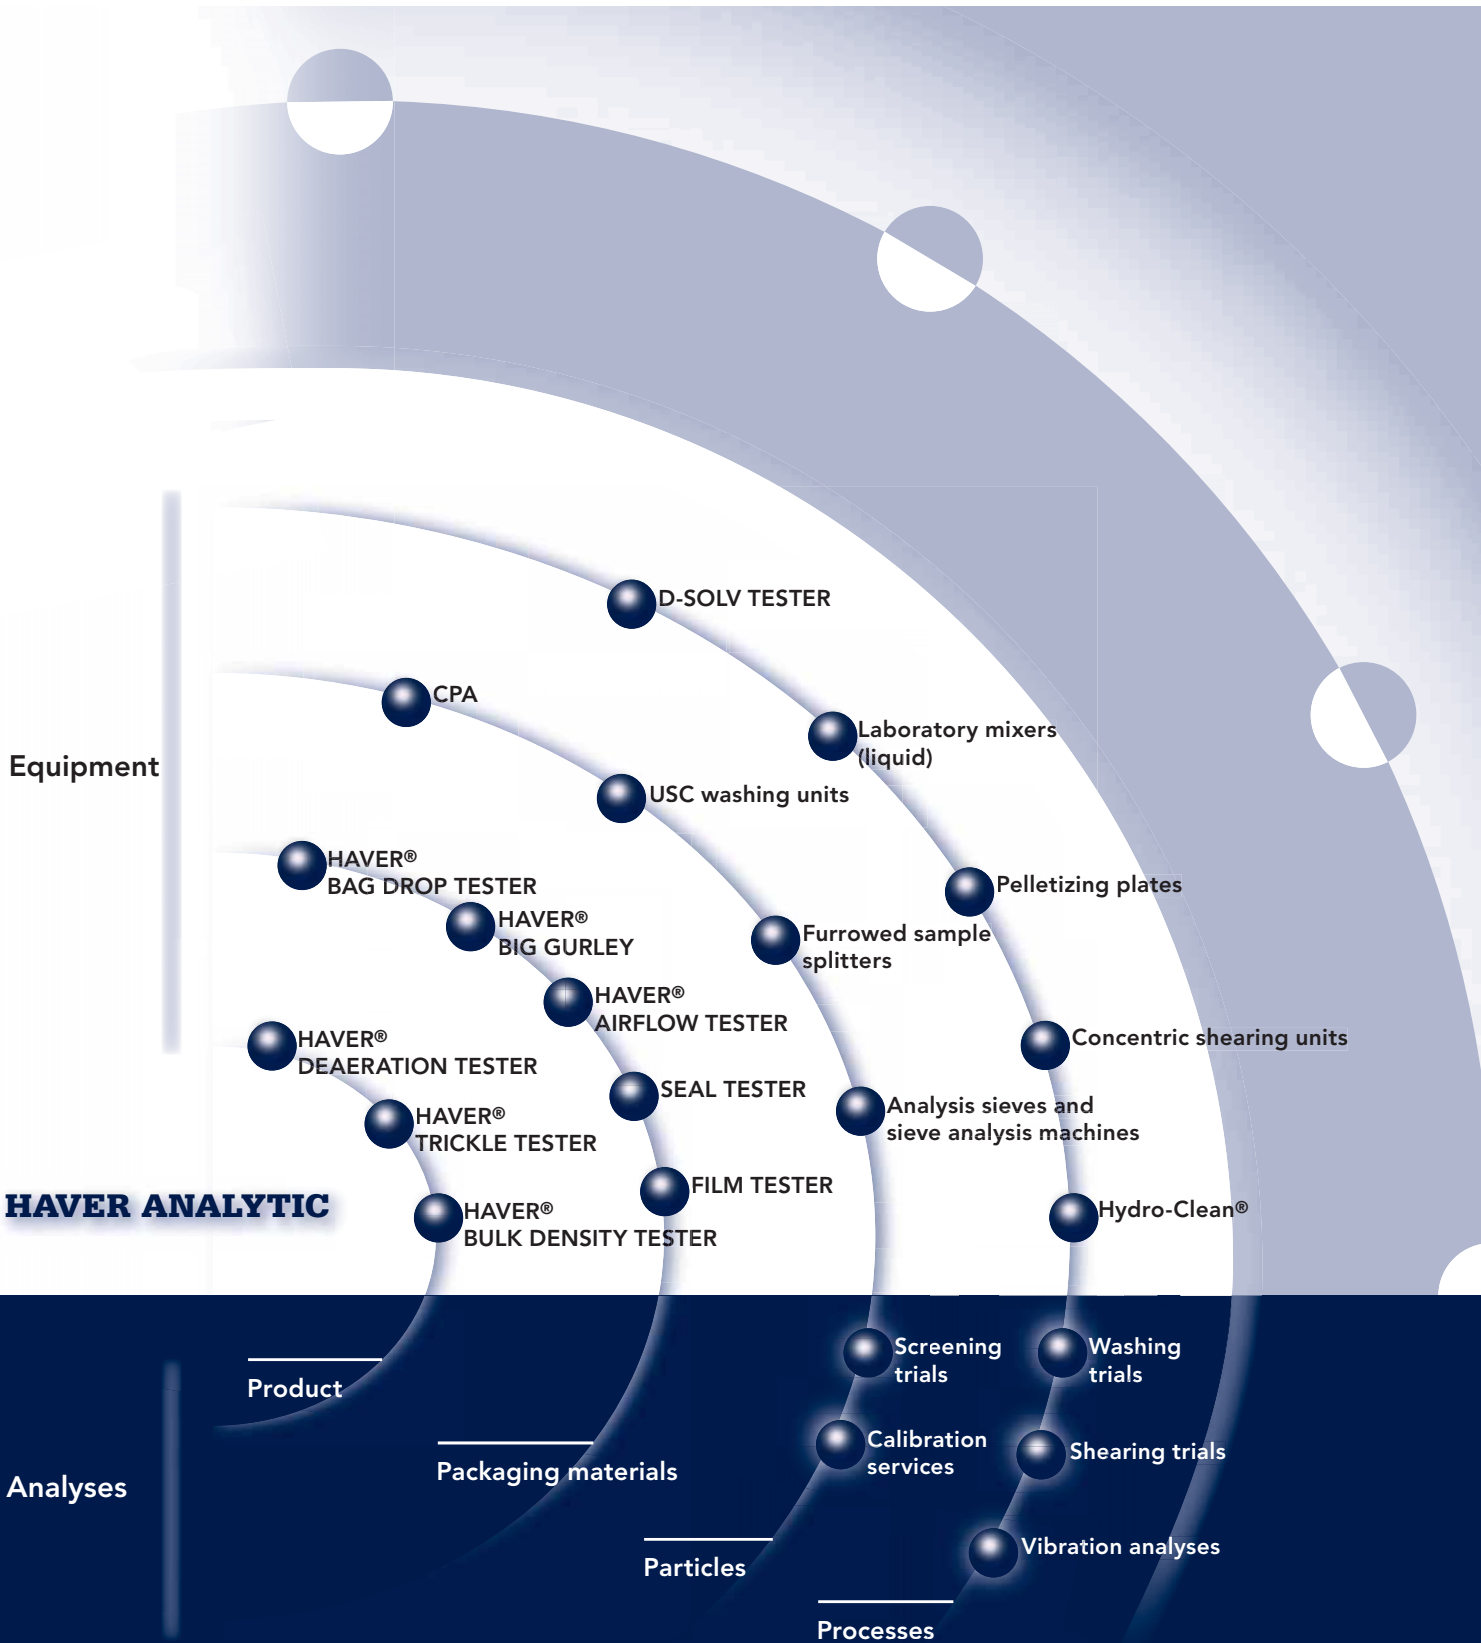 D-SOLV TESTER
CPA
Laboratory mixers
(liquid)
Equipment
USC washing units
HAVER®
BAG DROP TESTER
Pelletizing plates
HAVER®
BIG GURLEY
Furrowed sample
splitters
HAVER®
AIRFLOW TESTER
HAVER®
DEAERATION TESTER
Concentric shearing units
SEAL TESTER
Analysis sieves and
sieve analysis machines
HAVER®
TRICKLE TESTER
FILM TESTER
HAVER ANALYTIC
HAVER®
BULK DENSITY TESTER
Hydro-Clean®
Screening
trials
Washing
trials
Product
Calibration
services
Shearing trials
Packaging materials
Analyses
Vibration analyses
Particles
Processes